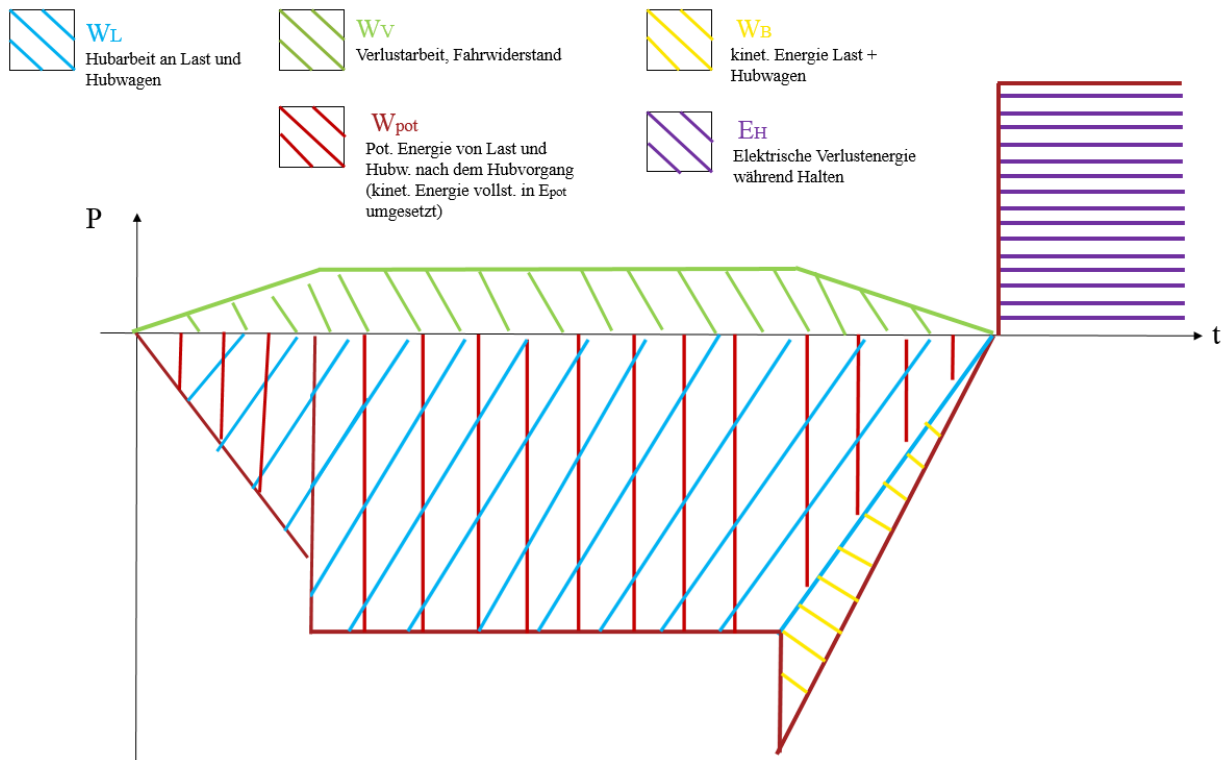 WL
Hubarbeit an Last und
Hubwagen
WV
Verlustarbeit, Fahrwiderstand
WB
kinet. Energie Last +
Hubwagen
Wpot
Pot. Energie von Last und
Hubw. nach dem Hubvorgang
(kinet. Energie vollst. in Epot
umgesetzt)
EH
Elektrische Verlustenergie
während Halten
P
t